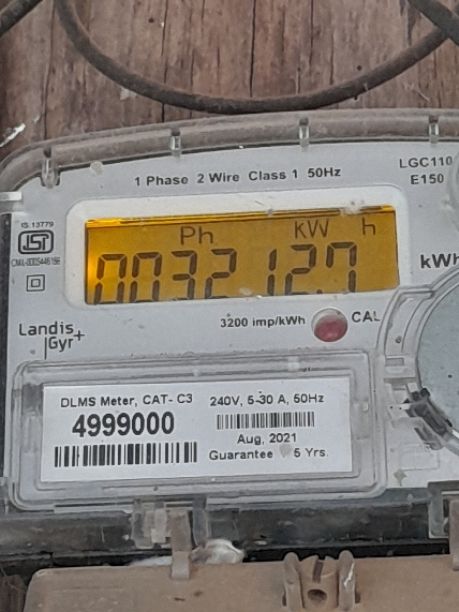 1 Phase 2 Wire Class 1 50Hz
LGC110
E150
IS 13779
Ph kW h
003212.7
kWh
3200 imp/kWh
CAL
Landis
Gyr+
DLMS Meter, CAT- C3
240V, 5-30 A, 50Hz
4999000
Aug, 2021
Guarantee 5 Yrs.